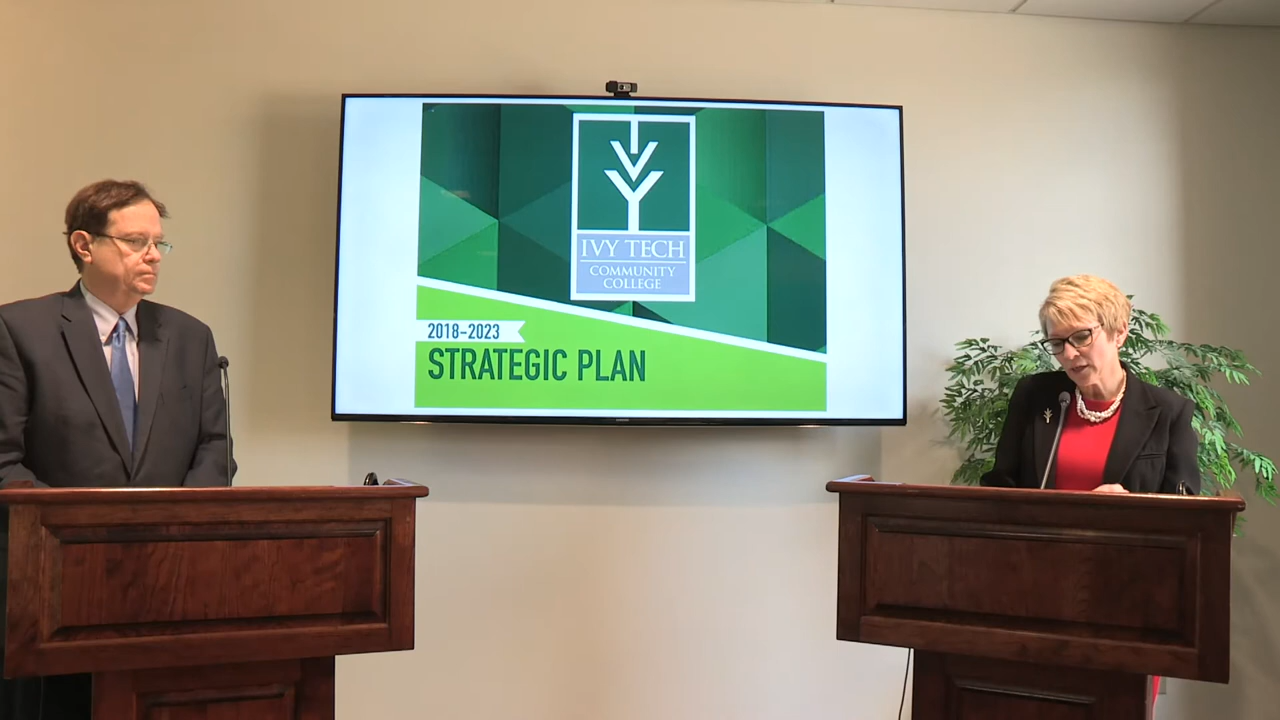 IVY TECH
COMMUNITY
COLLEGE
2018–2023
STRATEGIC PLAN